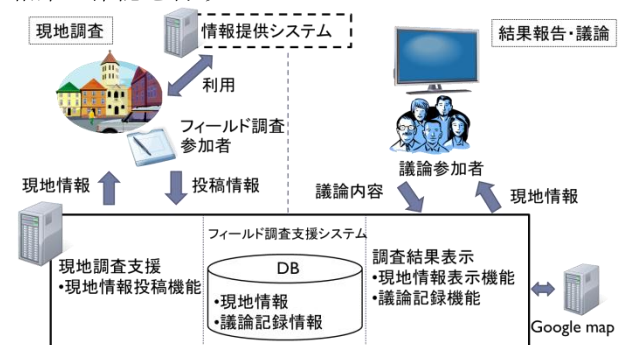 現地調査
情報提供システム
結果報告・議論
利用
フィールド調査
参加者
議論参加者
現地情報
投稿情報
議論内容
現地情報
フィールド調査支援システム
現地調査支援
•現地情報投稿機能
DB
•現地情報
•議論記録情報
調査結果表示
•現地情報表示機能
•議論記録機能
Google map